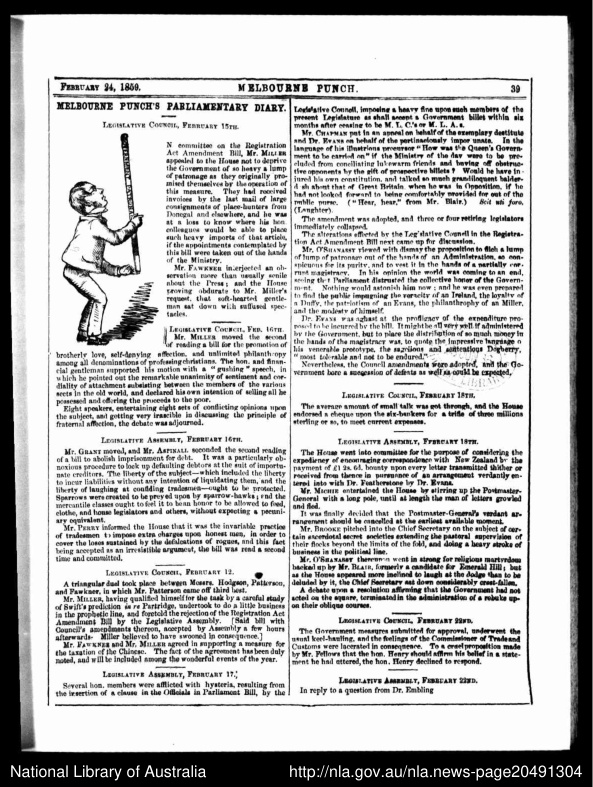 FEBRUARY 24, 1859. MELBOURNE PUNCH. 39
MELBOURNE PUNCH'S PARLIAMENTARY DIARY.
LEGISLATIVE COUNCIL, FEBRUARY 15TH.
N committee on the Registration
Act Amendment Bill, Mr. MILLER
appealed to the House not to deprive
the Government of so heavy a lump
of patronage as they originally pro-
mised themselves by the operation of
this measure. They had received
invoices by the last mail of large
consignments of place-hunters from
Donegal and elsewhere, and he was
at a loss to know where his hon.
colleagues would be able to place
such heavy imports of that article,
if the appointments contemplated by
this bill were taken out of the hands
of the Ministry.
Mr. FAWKNER interjected an ob-
servation more than usually senile
about the Press; and the House
proving obdurate to Mr. Miller's
request, that soft-hearted gentle-
man sat down with suffused spec-
tacles.
LEGISLATIVE COUNCIL, FEB. 16TH.
Mr. MILLER moved the second
of reading a bill for the promotion of
brotherly love, self-denying affection, and unlimited philanthropy
among all denominations of professing christians. The hon. and finan-
cial gentleman supported his motion with a "gushing" speech, in
which he pointed out the remarkable unanimity of sentiment and cor-
diality of attachment subsisting between the members of the various
sects in the old world, and declared his own intention of selling all he
possessed and offering the proceeds to the poor.
Eight speakers, entertaining eight sets of conflicting opinions upon
the subject, and getting very irascible in discussing the principle of
fraternal affection, the debate was adjourned.
LEGISLATIVE ASSEMBLY, FEBRUARY 16TH.
Mr. GRANT moved, and Mr. ASPINALL seconded the second reading
of a bill to abolish imprisonment for debt. It was a particularly ob-
noxious procedure to lock up defaulting debtors at the suit of importu-
nate creditors. The liberty of the subject—which included the liberty
to incur liabilities without any intention of liquidating them, and the
liberty of laughing at confiding tradesmen—ought to be protected.
Sparrows were created to be preyed upon by sparrow-hawks; and the
mercantile classes ought to feel it to be an honor to be allowed to feed,
clothe, and house legislators and others, without expecting a pecuni-
ary equivalent.
Mr. PERRY informed the House that it was the invariable practice
of tradesmen to impose extra charges upon honest men, in order to
cover the losses sustained by the defalcations of rogues, and this fact
being accepted as an irresistible argument, the bill was read a second
time and committed.
LEGISLATIVE COUNCIL, FEBRUARY 12.
A triangular duel took place between Messrs. Hodgson, Patterson,
and Fawkner, in which Mr. Patterson came off third best.
Mr. MILLER, having qualified himself for the task by a careful study
of Swift's prediction in re Partridge, undertook to do a little business
in the prophetic line, and foretold the rejection of the Registration Act
Amendment Bill by the Legislative Assembly. [Said bill with
Council's amendments thereon, accepted by Assembly a few hours
afterwards. Miller believed to have swooned in consequence.]
Mr. FAWKNER and Mr. MILLER agreed in supporting a measure for
the taxation of the Chinese. The fact of the agreement has been duly
noted, and will be included among the wonderful events of the year.
LEGISLATIVE ASSEMBLY, FEBRUARY 17.
Several hon. members were afflicted with hysteria, resulting from
the insertion of a clause in the Officials in Parliament Bill, by the
Legislative Council, imposing a heavy fine upon such members of the
present Legislature as shall accept a Government billet within six
months after ceasing to be M. L. C.'s or M. L. A. s.
Mr. CHAPMAN put in an appeal on behalf of the exemplary destitute
and Dr. EVANS on behalf of the pertinaciously importunate. In the
language of his illustrious precursor "How was the Queen's Govern-
ment to be carried on" if the Ministry of the day were to be pre-
cluded from conciliating lukewarm friends and buying off obstruc-
tive opponents by the gift of prospective billets? Would he have in-
jured his own constitution, and talked so much grandiloquent balder-
dash about that of Great Britain, when he was in Opposition, if he
had not looked forward to being comfortably provided for out of the
public purse. ("Hear, hear," from Mr. Blair.) Scit uti foro.
(Laughter).
The amendment was adopted, and three or four retiring legislators
immediately collapsed.
The alterations effected by the Legislative Council in the Registra-
tion Act Amendment Bill next came up for discussion.
Mr. O'SHANASSY viewed with dismay the proposition to filch a lump
of lump of patronage out of the hands of an Administration, so con-
spicuous for its purity, and to vest it in the hands of a partially cor-
rupt magistracy. In his opinion the world was coming to an end,
seeing that Parliament distrusted the collective honor of the Govern-
ment. Nothing would astonish him now; and he was even prepared
to find the public impugning the veracity of an Ireland, the loyalty of
a Duffy, the patriotism of an Evans, the philanthropy of an Miller,
and the modesty of himself.
Dr. EVANS was aghast at the profligacy of the expenditure pro-
posed to be incurred by the bill. It might be all very well if administered
by the Government, but to place the distribution of so much money in
the hands of the magistracy was, to quote the impressive language o
his venerable prototype, the sagacious and sententious Dogberry,
"most tolerable and not to be endured."
Nevertheless, the Council amendments were adopted, and the Go-
vernment bore a succession of defeats as well as could be expected.
LEGISLATIVE COUNCIL, FEBRUARY 18TH.
The average amount of small talk was got through, and the House
endorsed a cheque upon the six-bankers for a trifle of three millions
sterling or so, to meet current expenses.
LEGISLATIVE ASSEMBLY, FEBRUARY 18TH.
The House went into committee for the purpose of considering the
expediency of encouraging correspondence with New Zealand by the
payment of £1 2s. 6d. bounty upon every letter transmitted thither or
received from thence in pursuance of an arrangement verdantly en-
tered into with Dr. Featherstone by Dr. Evans.
Mr. MICHIE entertained the House by stirring up the Postmaster-
General with a long pole, until at length the man of letters growled
and fled.
It was finally decided that the Postmaster-General's verdant ar-
rangement should be cancelled at the earliest available moment.
Mr. BROOKE pitched into the Chief Secretary on the subject of cer-
tain sacerdotal secret societies extending the pastoral supervision of
their flocks beyond the limits of the fold, and doing a heavy stroke of
business in the political line.
Mr. O'SHANASSY thereupon went in strong for religious martyrdom
backed up by Mr. BLAIR, formerly a candidate for Emerald Hill; but
as the House appeared more inclined to laugh at the dodge than to be
deluded by it, the Chief Secretary sat down considerably crest-fallen.
A debate upon a resolution affirming that the Government had not
acted on the square, terminated in the administration of a rebuke up-
on their oblique courses.
LEGISLATIVE COUNCIL, FEBRUARY 22ND.
The Government measures submitted for approval, underwent the
usual keel-hauling, and the feelings of the Commissioner of Trade and
Customs were lacerated in consequence. To a cruel proposition made
by Mr. Fellows that the hon. Henry should affirm his belief in a state-
ment he had uttered, the hon. Henry declined to respond.
LEGISLATIVE ASSEMBLY, FEBRUARY 22ND.
In reply to a question from Dr. Embling
National Library of Australia http://nla.gov.au/nla.news-page20491304